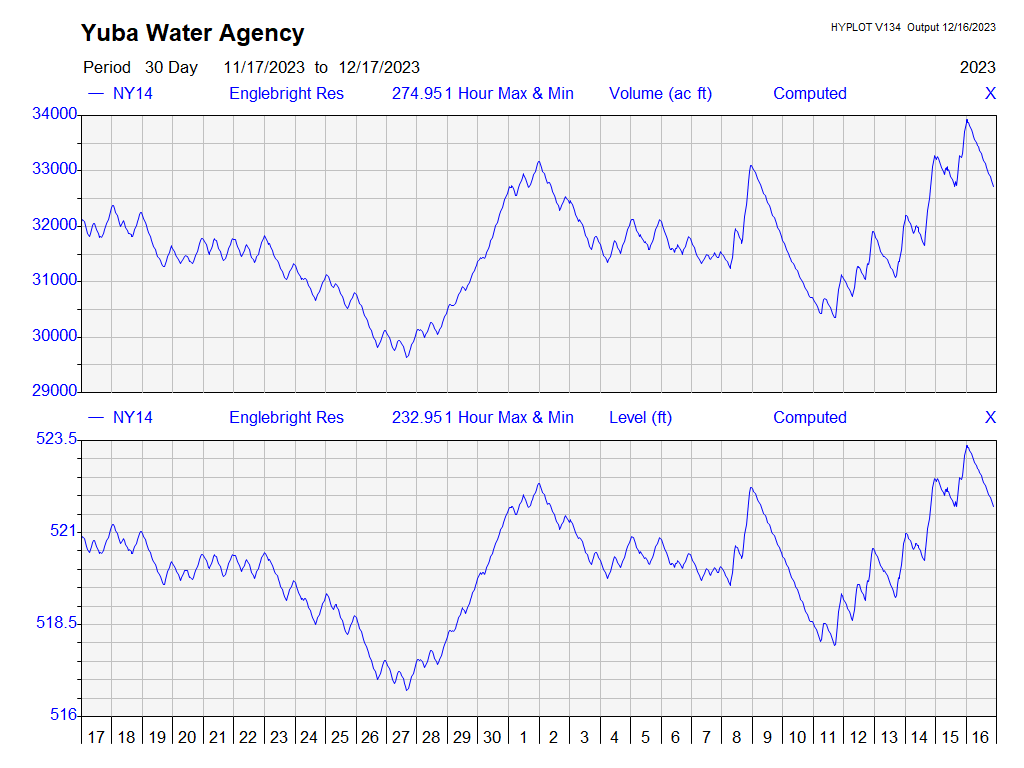 Yuba Water Agency
HYPLOT V134 Output 12/16/2023
Period 30 Day 11/17/2023 to 12/17/2023
2023
NY14 Englebright Res 274.951 Hour Max & Min Volume (ac ft) Computed X
34000
33000
32000
31000
30000
29000
NY14 Englebright Res 232.951 Hour Max & Min Level (ft) Computed X
523.5
521
518.5
516
17 18 19 20 21 22 23 24 25 26 27 28 29 30 1 2 3 4 5 6 7 8 9 10 11 12 13 14 15 16